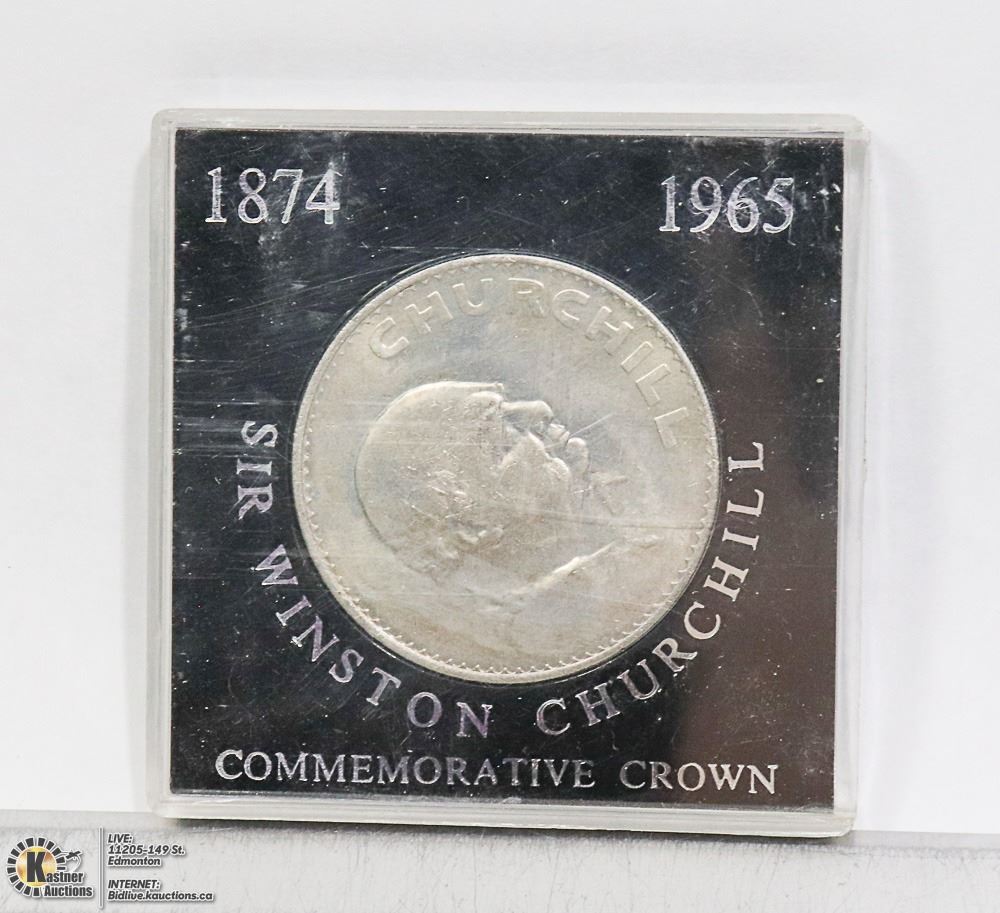 1874 1965
CHURCHILL
SIR WINSTON CHURCHILL
COMMEMORATIVE CROWN
Kastner
Auctions
LIVE:
11205-149 St.
Edmonton
INTERNET:
Bidlive.kauctions.ca